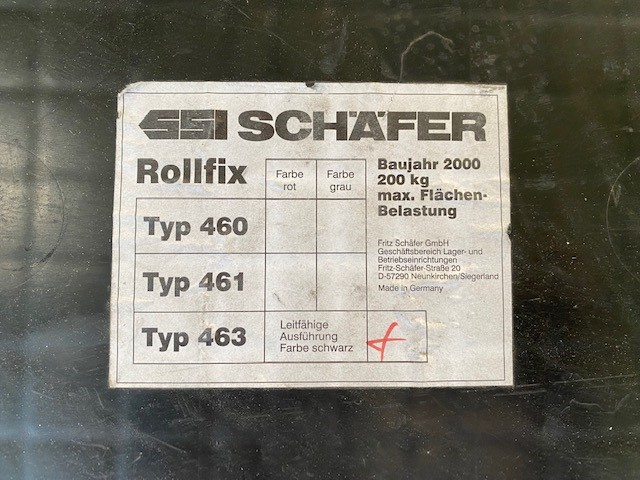 SSI SCHÄFER
Rollfix
Farbe
rot
Farbe
grau
Typ 460
Typ 461
Typ 463
Leitfähige
Ausführung
Farbe schwarz
Baujahr 2000
200 kg
max. Flächen-
Belastung
Fritz Schäfer GmbH
Geschäftsbereich Lager- und
Betriebseinrichtungen
Fritz-Schäfer-Straße 20
D-57290 Neunkirchen/Siegerland
Made in Germany